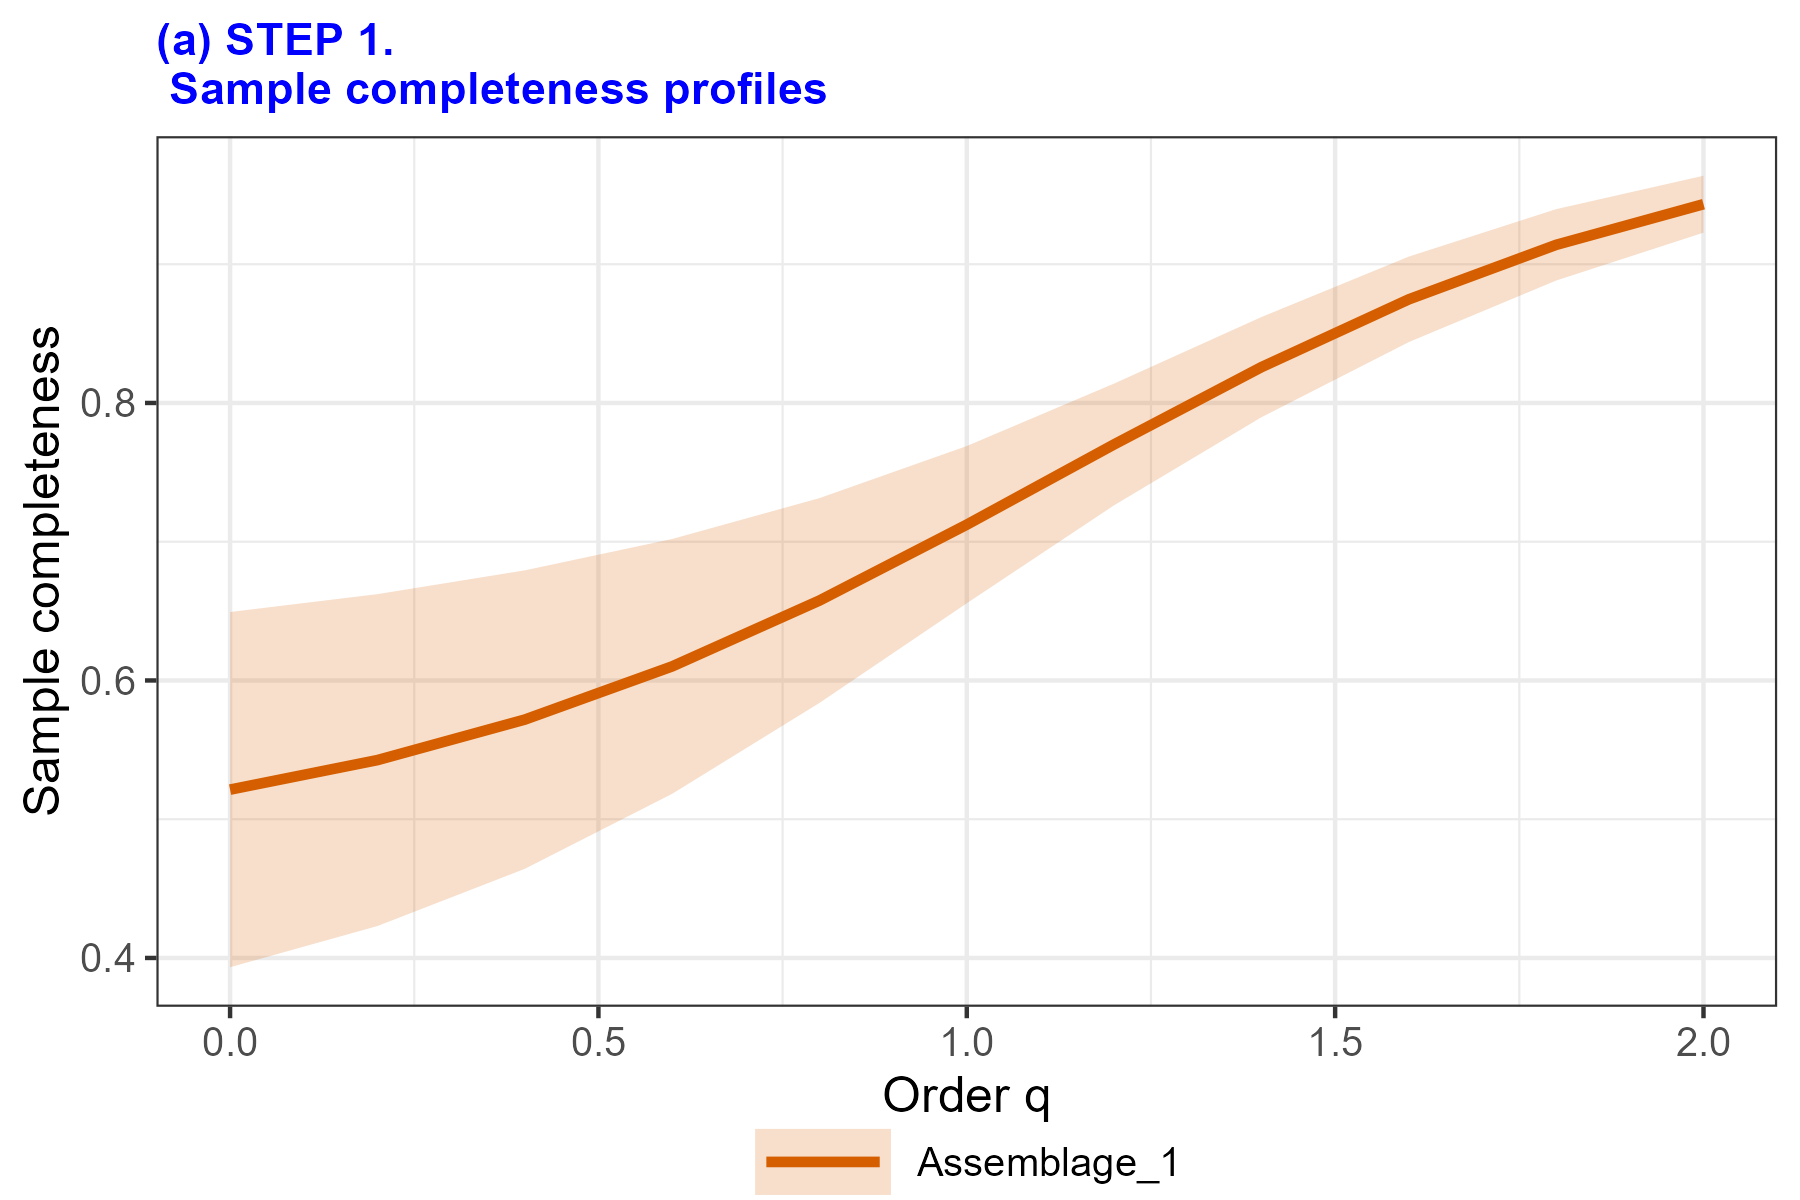 (a) STEP 1.
Sample completeness profiles
Sample completeness
0.8
0.6
0.4
0.0 0.5 1.0 1.5 2.0
Order q
Assemblage_1